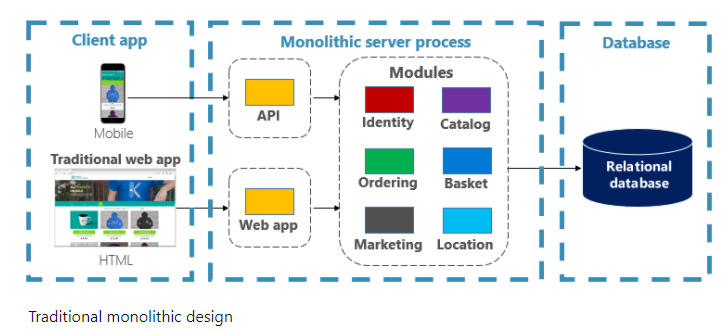 Client app
Monolithic server process
Database
Mobile
Traditional web app
HTML
API
Web app
Modules
Identity
Catalog
Ordering
Basket
Marketing
Location
Relational
database
Traditional monolithic design